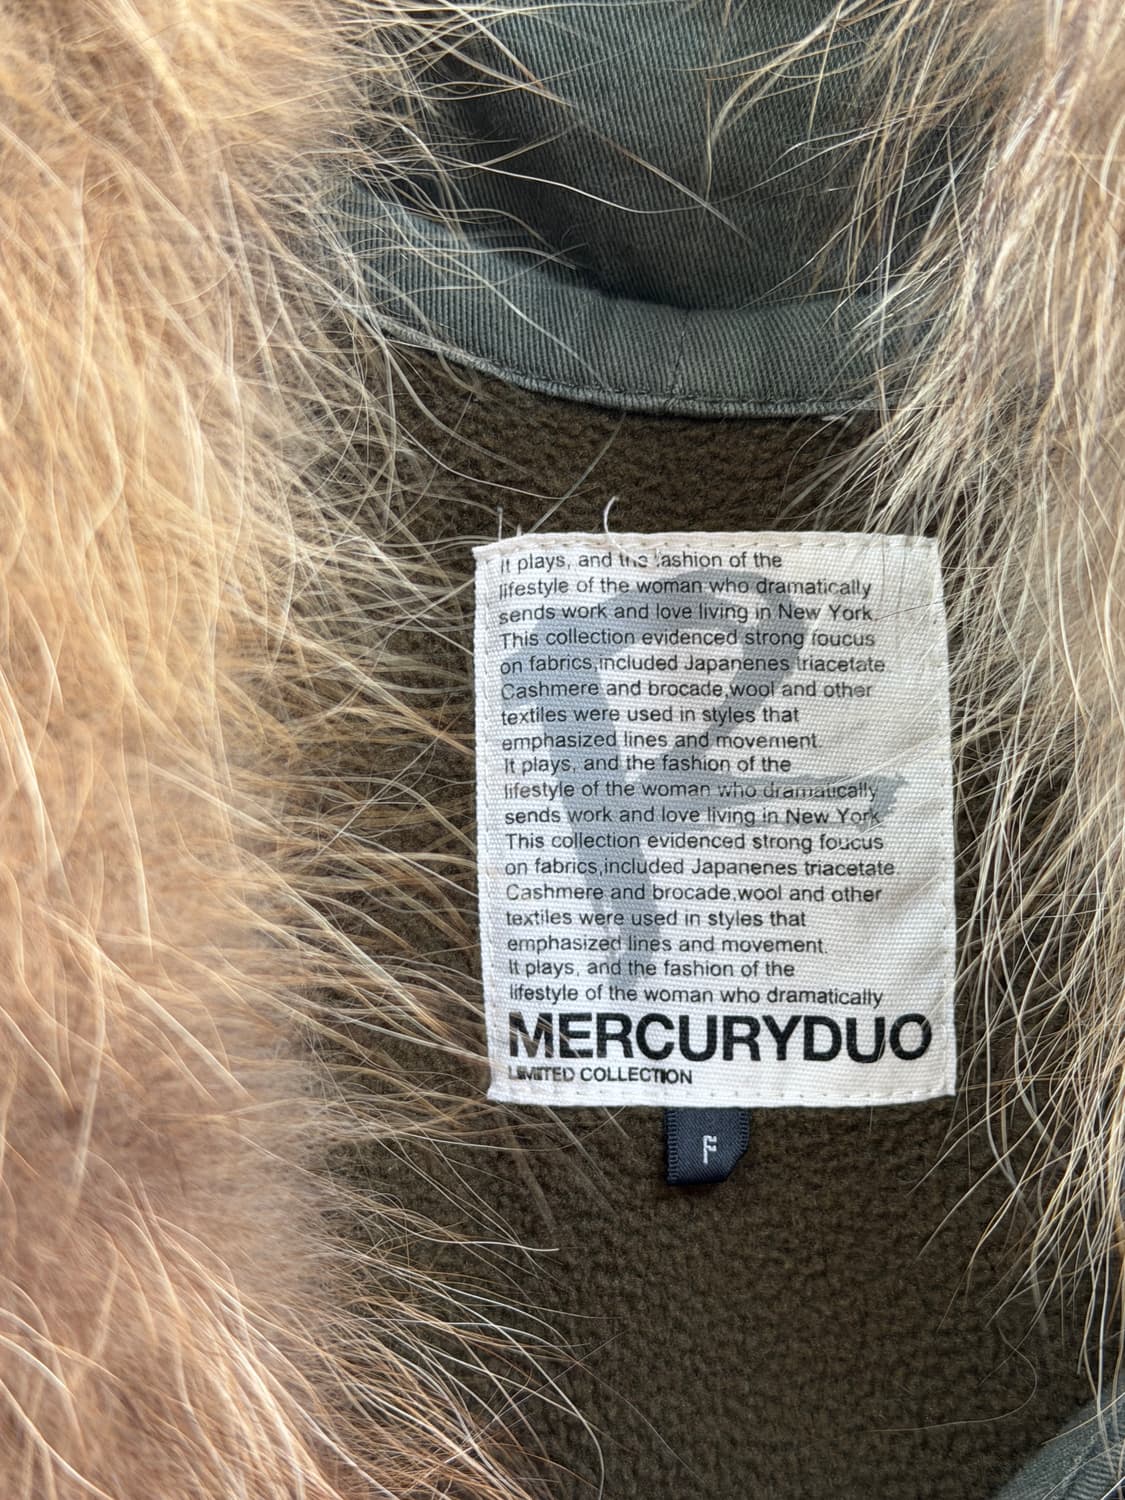 It plays, and the fashion of the
lifestyle of the woman who dramatically
sends work and love living in New York.
This collection evidenced strong foucus
on fabrics,included Japanenes triacetate
Cashmere and brocade,wool and other
textiles were used in styles that
emphasized lines and movement.
It plays, and the fashion of the
lifestyle of the woman who dramatically
sends work and love living in New York.
This collection evidenced strong foucus
on fabrics,included Japanenes triacetate.
Cashmere and brocade,wool and other
textiles were used in styles that
emphasized lines and movement.
It plays, and the fashion of the
lifestyle of the woman who dramatically
MERCURYDUO
LIMITED COLLECTION
F